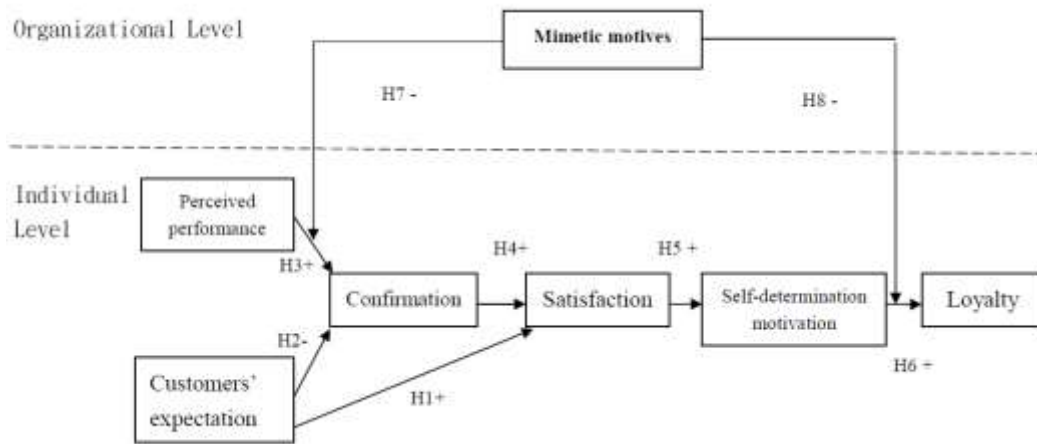 Organizational Level
Mimetic motives
H7 -
H8 -
Individual
Level
Perceived
performance
H3+
H4+
H5 +
Confirmation
Satisfaction
Self-determination
motivation
Loyalty
H2-
H6 +
Customers’
expectation
H1+